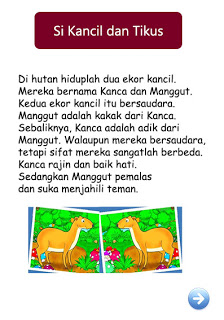 Si Kancil dan Tikus
Di hutan hiduplah dua ekor kancil.
Mereka bernama Kanca dan Manggut.
Kedua ekor kancil itu bersaudara.
Manggut adalah kakak dari Kanca.
Sebaliknya, Kanca adalah adik dari
Manggut. Walaupun mereka bersaudara,
tetapi sifat mereka sangatlah berbeda.
Kanca rajin dan baik hati.
Sedangkan Manggut pemalas
dan suka menjahili teman.